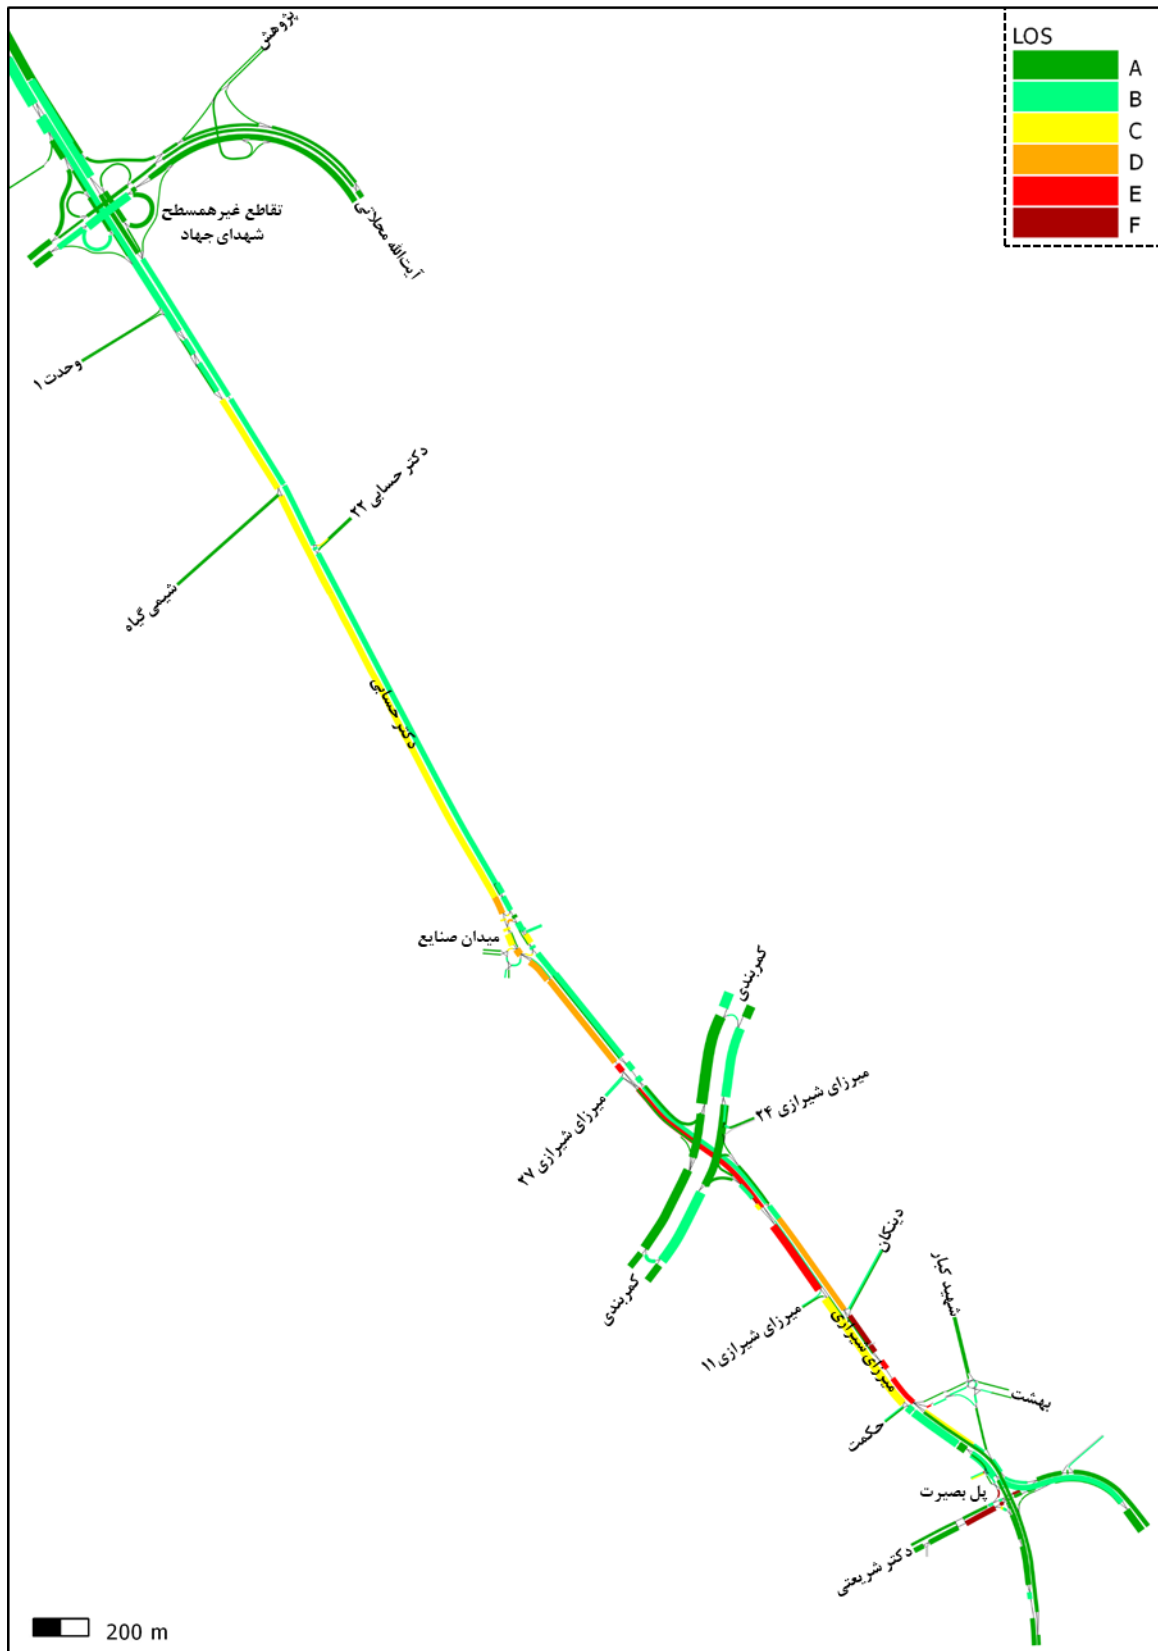 پژوهش
LOS
A
B
C
D
E
F
تقاطع غیرهمسطح
شهدای جهاد
آیت‌الله محلاتی
وحدت ۱
دکتر حسابی ۲۲
شیمی گیاه
دکتر حسابی
میدان صنایع
کمربندی
میرزای شیرازی ۳۴
میرزای شیرازی ۲۷
دینکان
شهید کبار
کمربندی
میرزای شیرازی ۱۱
میرزای شیرازی
بهشت
حکمت
پل بصیرت
دکتر شریعتی
200 m